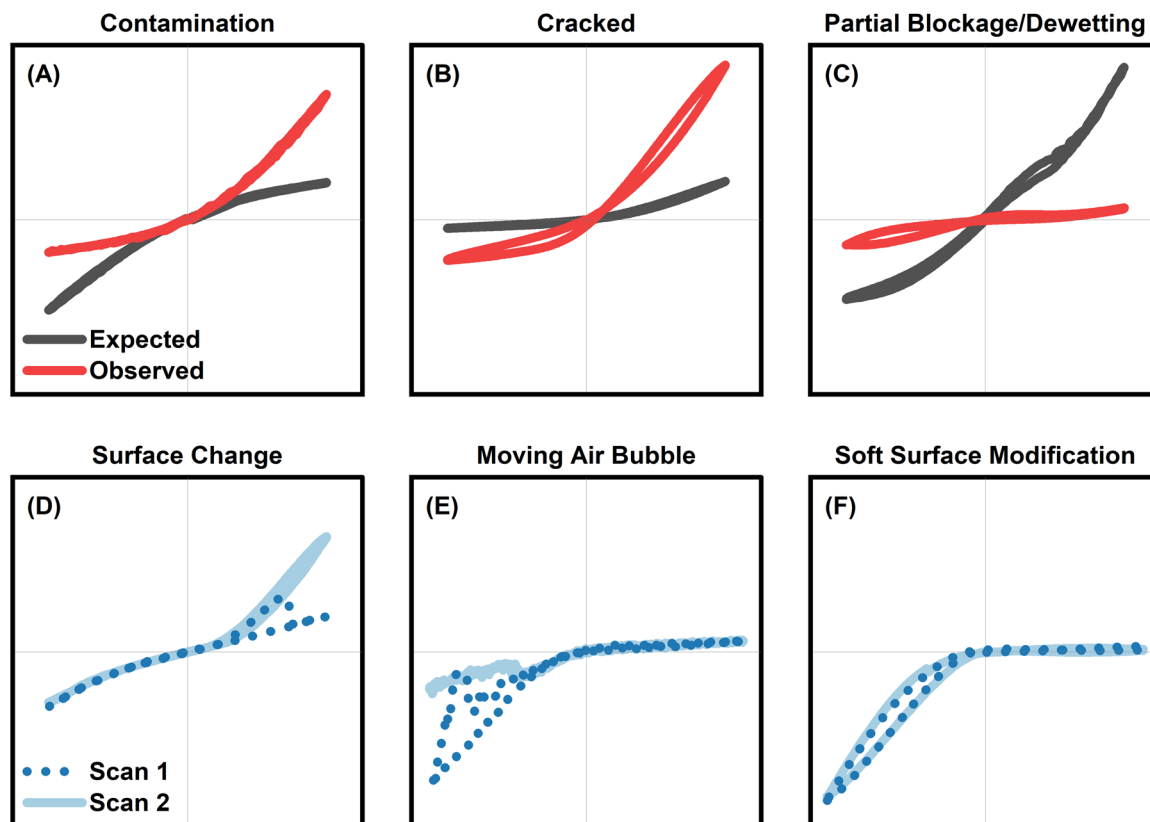 Contamination
Cracked
Partial Blockage/Dewetting
(A)
(B)
(C)
Expected
Observed
Surface Change
Moving Air Bubble
Soft Surface Modification
(D)
(E)
(F)
Scan 1
Scan 2